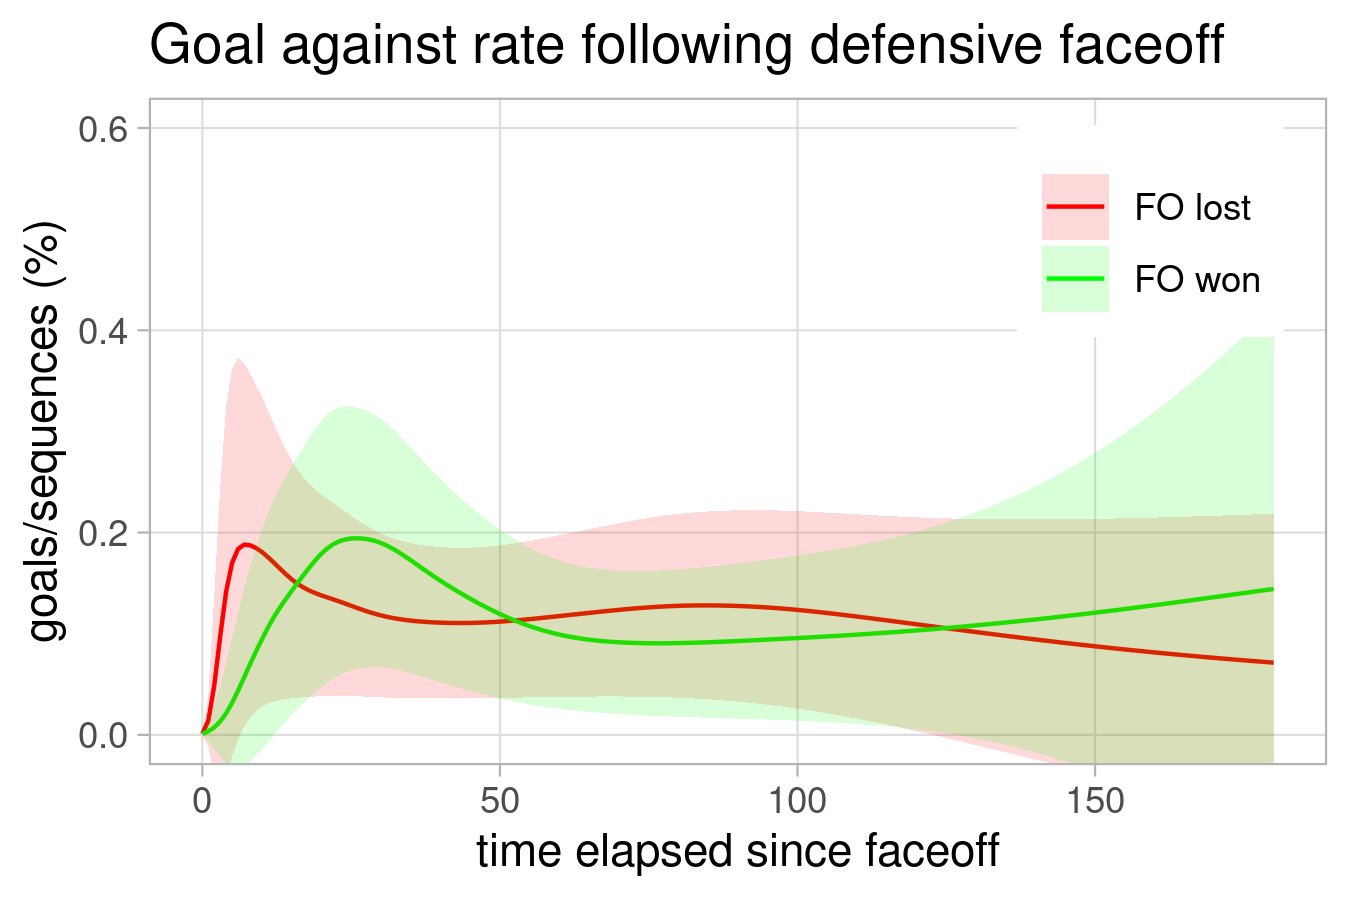 Goal against rate following defensive faceoff
goals/sequences (%)
0.6
0.4
0.2
0.0
FO lost
FO won
0 50 100 150
time elapsed since faceoff